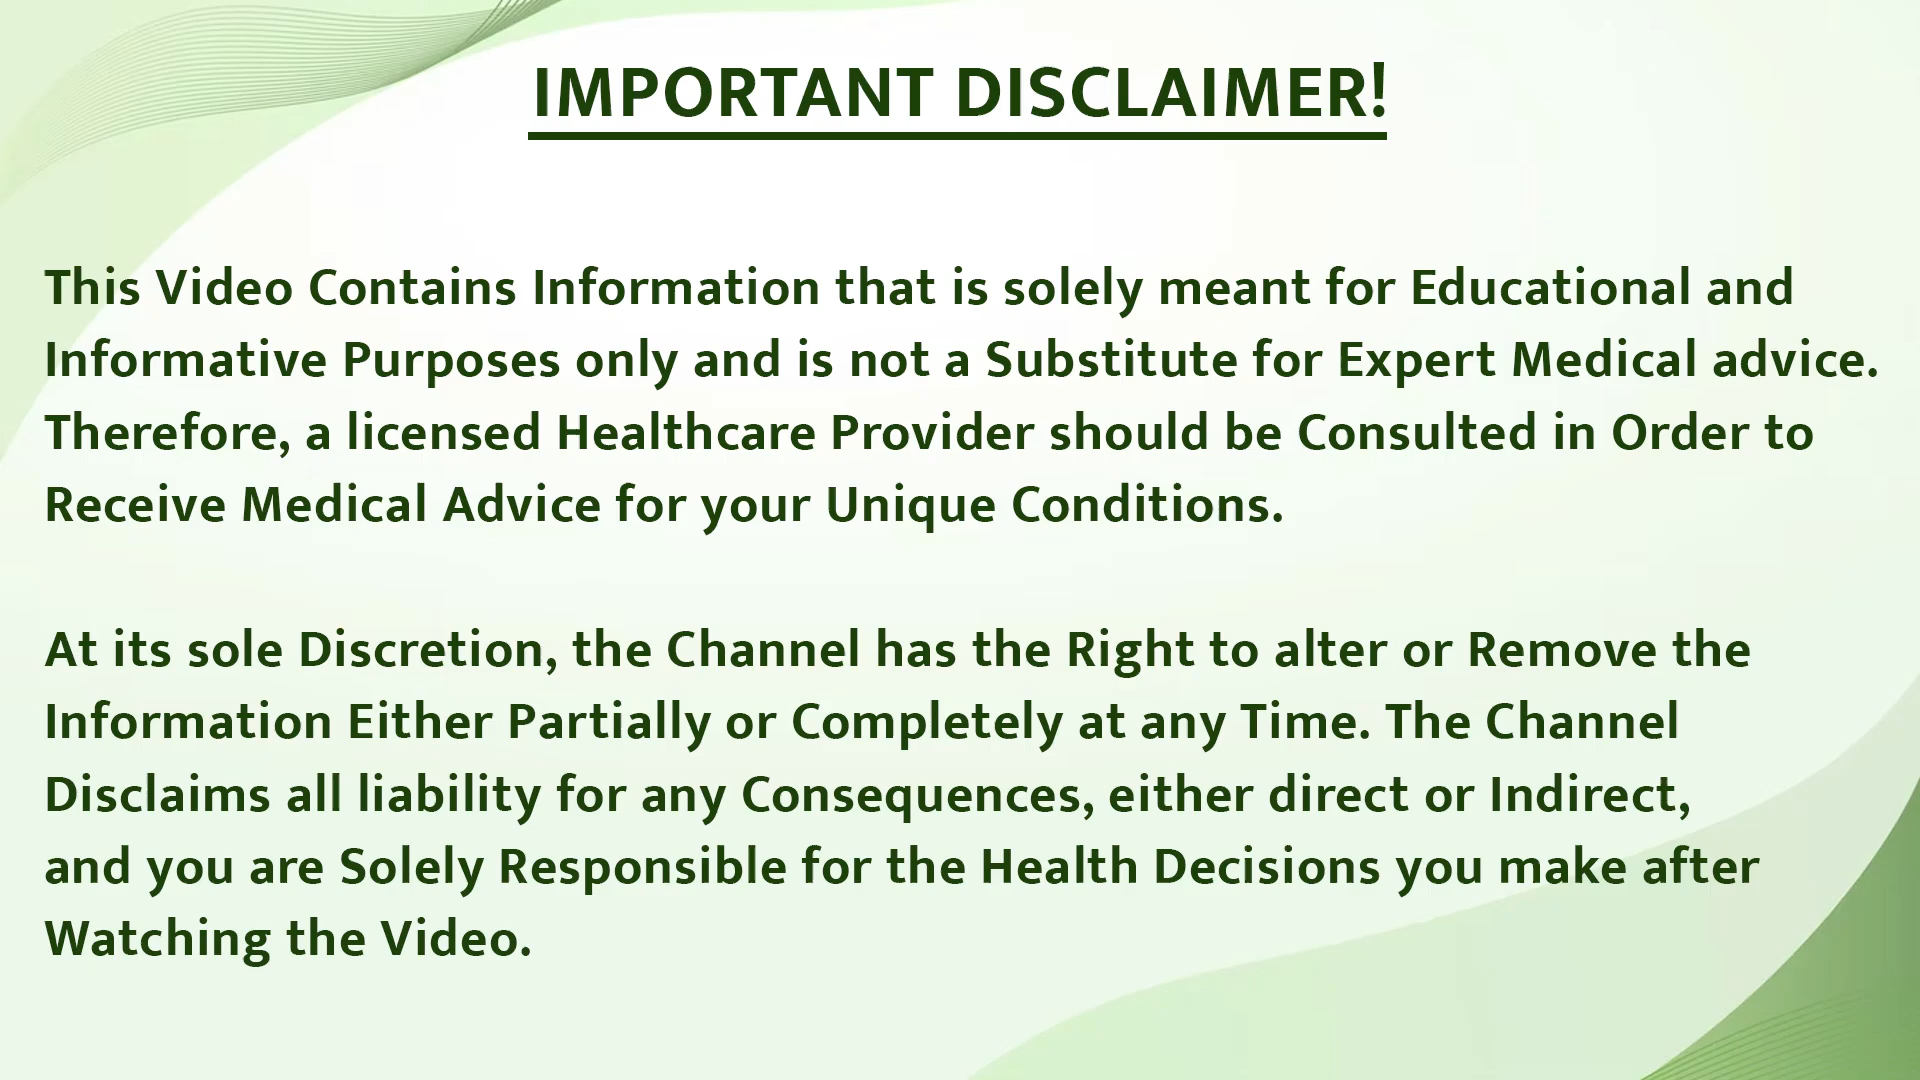 IMPORTANT DISCLAIMER!
This Video Contains Information that is solely meant for Educational and
Informative Purposes only and is not a Substitute for Expert Medical advice.
Therefore, a licensed Healthcare Provider should be Consulted in Order to
Receive Medical Advice for your Unique Conditions.
At its sole Discretion, the Channel has the Right to alter or Remove the
Information Either Partially or Completely at any Time. The Channel
Disclaims all liability for any Consequences, either direct or Indirect,
and you are Solely Responsible for the Health Decisions you make after
Watching the Video.